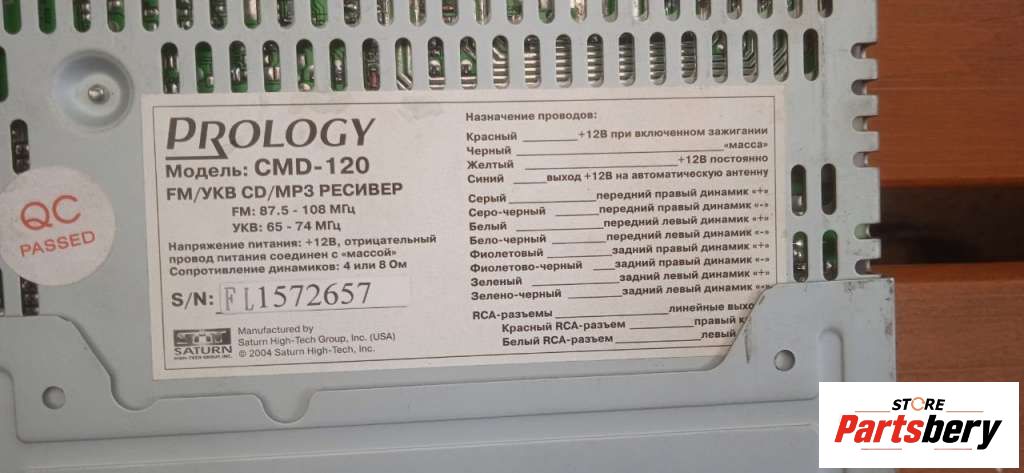 PROLOGY
Модель: CMD-120
FM/УКВ CD/MP3 РЕСИВЕР
FM: 87.5 - 108 МГц
УКВ: 65 - 74 МГц
Напряжение питания: +12В, отрицательный
провод питания соединен с «массой»
Сопротивление динамиков: 4 или 8 Ом
S/N: FL1572657
SATURN
HIGH-TECH GROUP, INC.
Manufactured by
Saturn High-Tech Group, Inc. (USA)
© 2004 Saturn High-Tech, Inc.
Назначение проводов:
Красный +12В при включенном зажигании
Черный «масса»
Желтый +12В постоянно
Синий выход +12В на автоматическую антенну
Серый передний правый динамик «+»
Серо-черный передний правый динамик «-»
Белый передний левый динамик «+»
Бело-черный передний левый динамик «-»
Фиолетовый задний правый динамик «+»
Фиолетово-черный задний правый динамик «-»
Зеленый задний левый динамик «+»
Зелено-черный задний левый динамик «-»
RCA-разъемы линейные
Красный RCA-разъем правый
Белый RCA-разъем левый
QC
PASSED
STORE
Partsbery